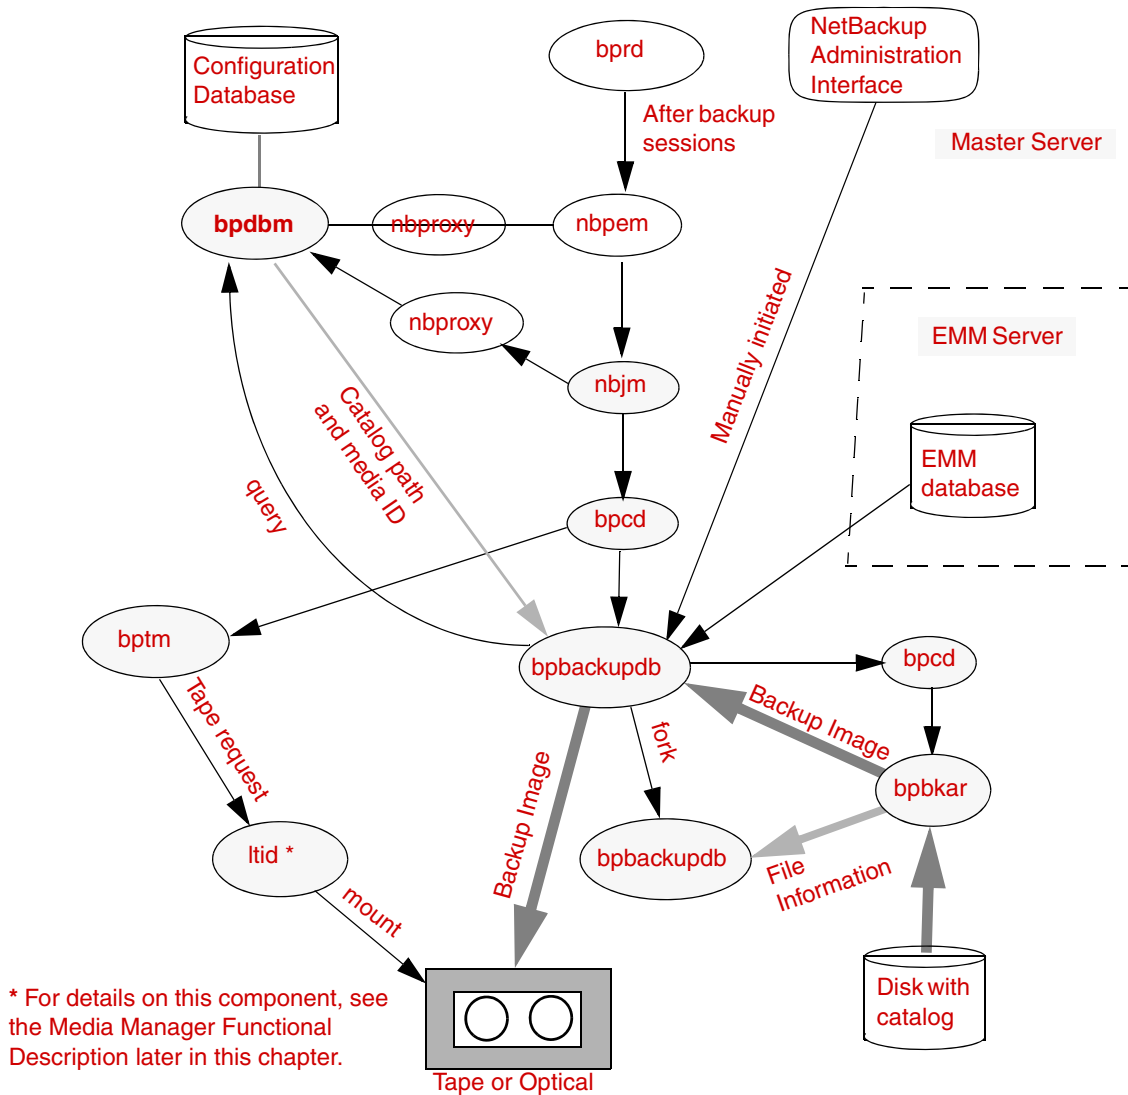 NetBackup
Administration
Interface
bprd
Configuration
Database
After backup
sessions
Master Server
bpdbm
nbproxy
nbpem
Manually initiated
nbproxy
EMM Server
nbjm
Catalog path
and media ID
EMM
database
query
bpcd
bptm
bpbackupdb
bpcd
Tape request
Backup Image
fork
Backup Image
bpbkar
ltid *
bpbackupdb
File
Information
mount
* For details on this component, see
the Media Manager Functional
Description later in this chapter.
Disk with
catalog
Tape or Optical